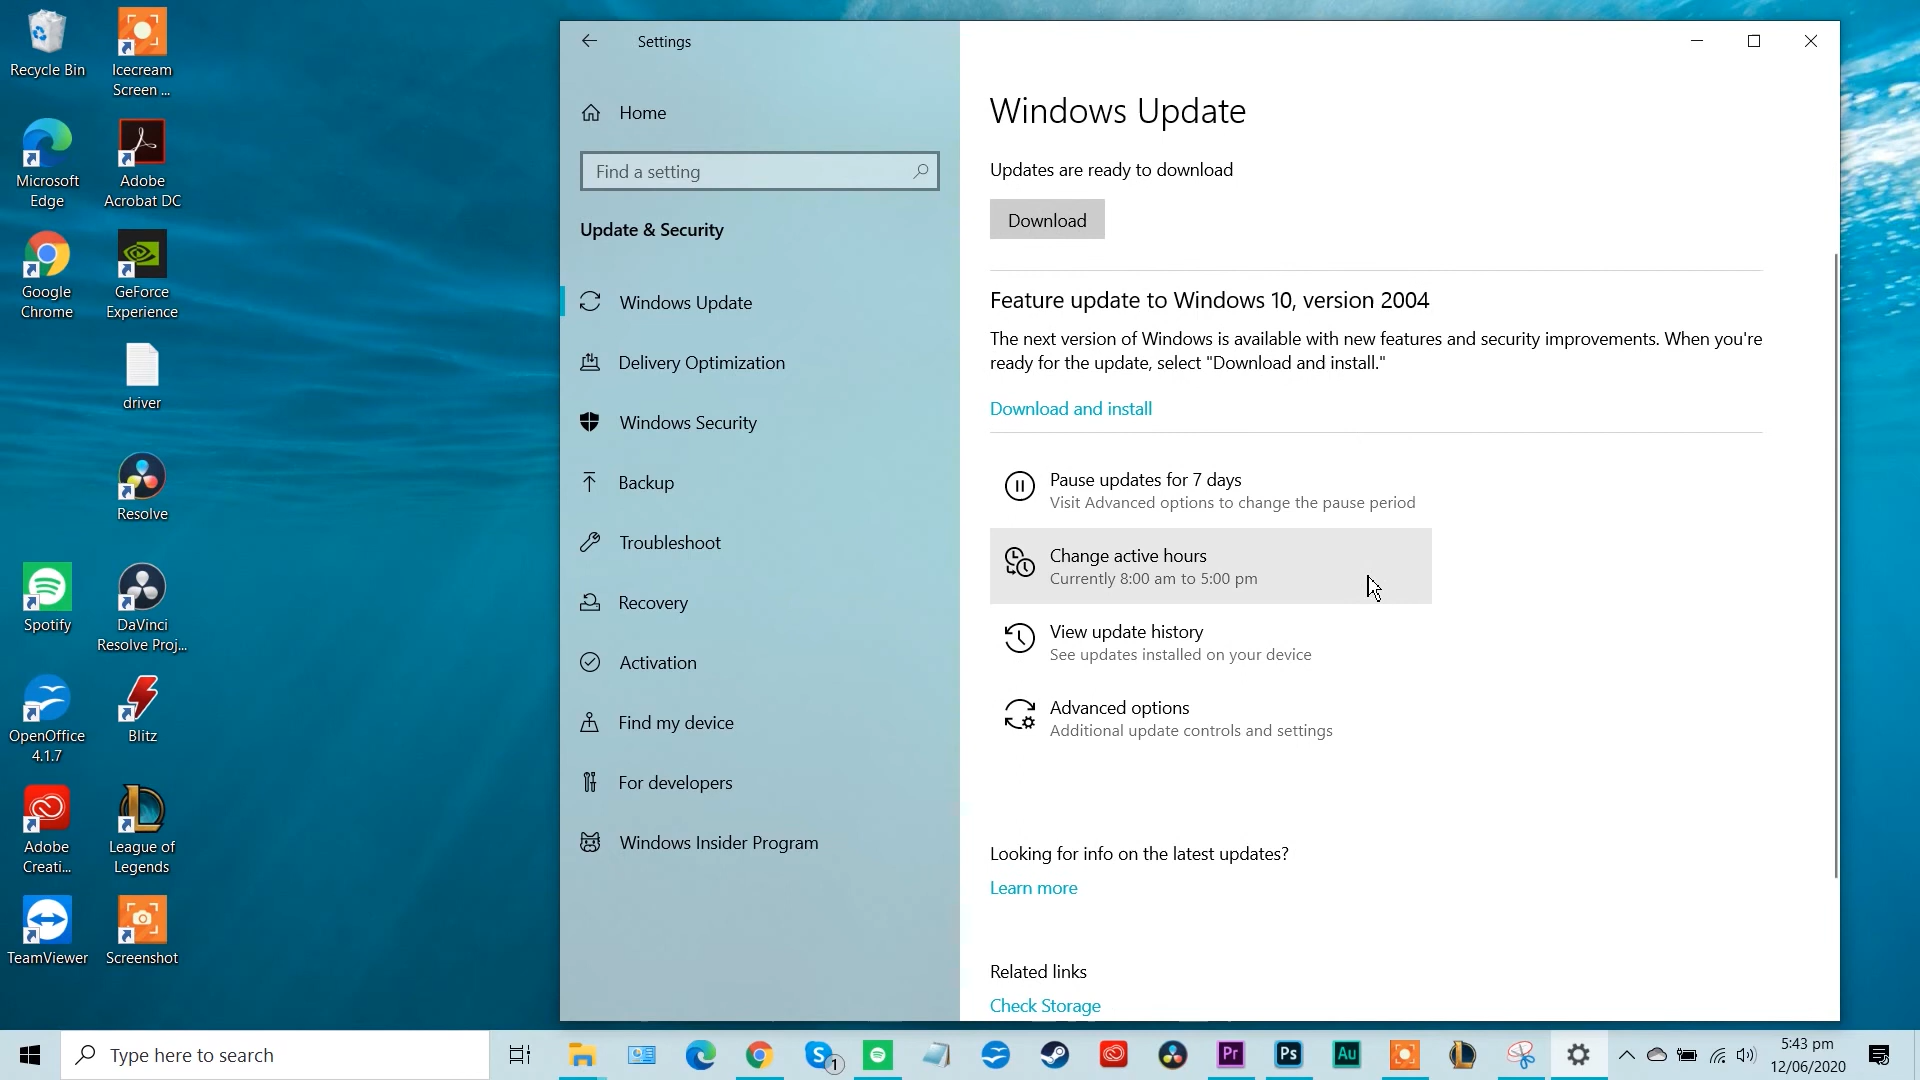 Recycle Bin
Icecream
Screen ...
Microsoft
Edge
Adobe
Acrobat DC
Google
Chrome
GeForce
Experience
driver
Resolve
Spotify
DaVinci
Resolve Proj...
OpenOffice
4.1.7
Blitz
Adobe
Creati...
League of
Legends
TeamViewer
Screenshot
Settings
Home
Find a setting
Update & Security
Windows Update
Delivery Optimization
Windows Security
Backup
Troubleshoot
Recovery
Activation
Find my device
For developers
Windows Insider Program
Windows Update
Updates are ready to download
Download
Feature update to Windows 10, version 2004
The next version of Windows is available with new features and security improvements. When you're
ready for the update, select "Download and install."
Download and install
Pause updates for 7 days
Visit Advanced options to change the pause period
Change active hours
Currently 8:00 am to 5:00 pm
View update history
See updates installed on your device
Advanced options
Additional update controls and settings
Looking for info on the latest updates?
Learn more
Related links
Check Storage
Type here to search
1
Pr
Ps
Au
5:43 pm
12/06/2020